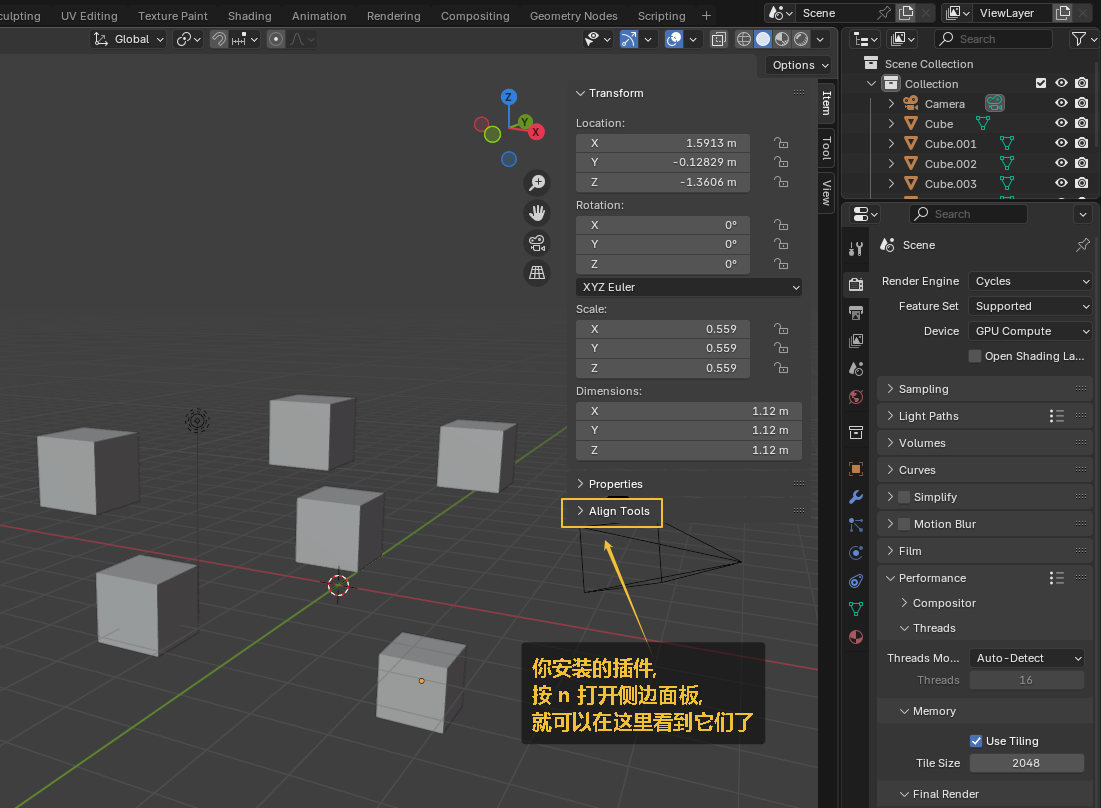 sculpting UV Editing Texture Paint Shading Animation Rendering Compositing Geometry Nodes Scripting + Scene ViewLayer
Global
Options
Transform
Location:
X 1.5913 m
Y -0.12829 m
Z -1.3606 m
Rotation:
X 0°
Y 0°
Z 0°
XYZ Euler
Scale:
X 0.559
Y 0.559
Z 0.559
Dimensions:
X 1.12 m
Y 1.12 m
Z 1.12 m
Properties
Align Tools
Item
Tool
View
Z
Y
X
你安装的插件,
按 n 打开侧边面板,
就可以在这里看到它们了
Search
Scene Collection
Collection
Camera
Cube
Cube.001
Cube.002
Cube.003
Search
Scene
Render Engine Cycles
Feature Set Supported
Device GPU Compute
Open Shading La...
Sampling
Light Paths
Volumes
Curves
Simplify
Motion Blur
Film
Performance
Compositor
Threads
Threads Mo... Auto-Detect
Threads 16
Memory
Use Tiling
Tile Size 2048
Final Render